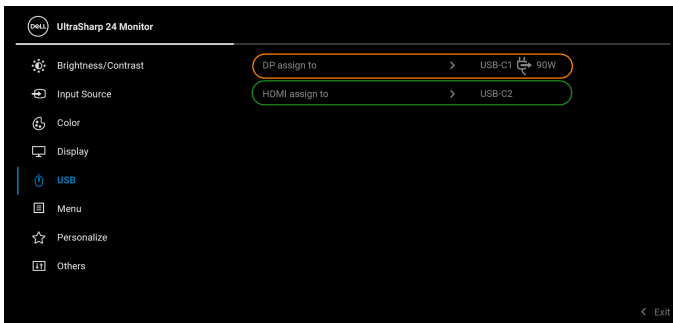 DELL UltraSharp 24 Monitor
Brightness/Contrast
DP assign to > USB-C1 90W
Input Source
HDMI assign to > USB-C2
Color
Display
USB
Menu
Personalize
Others
< Exit